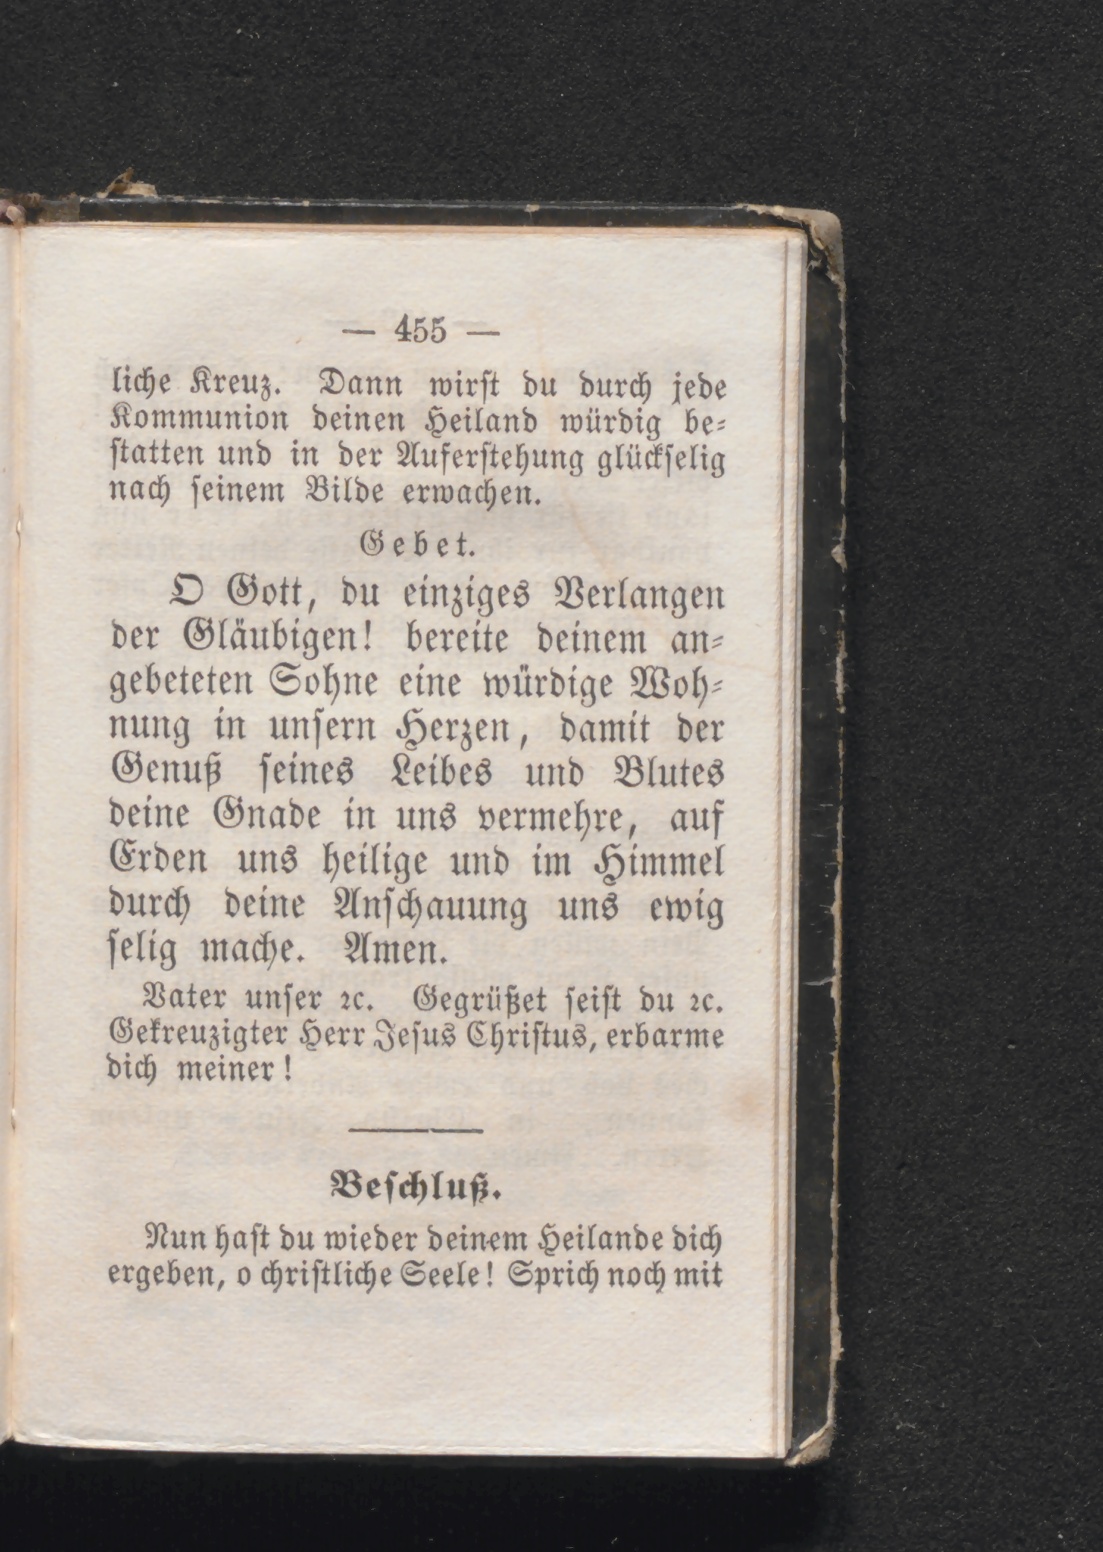 — 455 —
liche Kreuz. Dann wirst du durch jede
Kommunion deinen Heiland würdig be⸗
statten und in der Auferstehung glückselig
nach seinem Bilde erwachen.
Gebet.
O Gott, du einziges Verlangen
der Gläubigen! bereite deinem an⸗
gebeteten Sohne eine würdige Woh⸗
nung in unsern Herzen, damit der
Genuß seines Leibes und Blutes
deine Gnade in uns vermehre, auf
Erden uns heilige und im Himmel
durch deine Anschauung uns ewig
selig mache. Amen.
Vater unser ꝛc. Gegrüßet seist du ꝛc.
Gekreuzigter Herr Jesus Christus, erbarme
dich meiner!
Beschluß.
Nun hast du wieder deinem Heilande dich
ergeben, o christliche Seele! Sprich noch mit